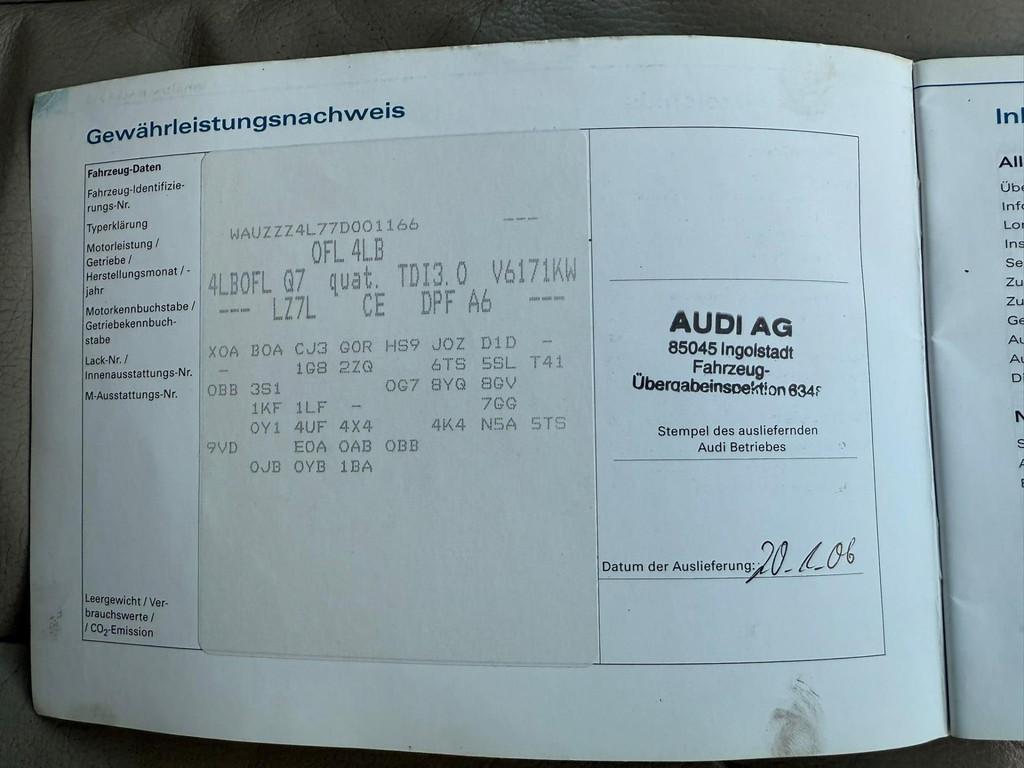 Gewährleistungsnachweis
Fahrzeug-Daten
Fahrzeug-Identifizie-
rungs-Nr.
Typerklärung
Motorleistung /
Getriebe /
Herstellungsmonat / -
jahr
Motorkennbuchstabe /
Getriebekennbuch-
stabe
Lack-Nr. /
Innenausstattungs-Nr.
M-Ausstattungs-Nr.
Leergewicht / Ver-
brauchswerte /
/ CO2-Emission
WAUZZZ4L77D001166 ---
0FL 4LB
4LB0FL Q7 quat. TDI3.0 V6171KW
--- LZ7L CE DPF A6 ---
X0A B0A CJ3 G0R HS9 J0Z D1D -
- 1G8 2ZQ 6TS 5SL T41
0BB 3S1 0G7 8YQ 8GV
1KF 1LF - 7GG
0Y1 4UF 4X4 4K4 N5A 5TS
9VD E0A 0AB 0BB
0JB 0YB 1BA
AUDI AG
85045 Ingolstadt
Fahrzeug-
Übergabeinspektion
Stempel des ausliefernden
Audi Betriebes
Datum der Auslieferung: 20-1-06
Inl
All
Übe
Info
Lor
Ins
Se
Zu
Zu
Ge
Au
Au
Di